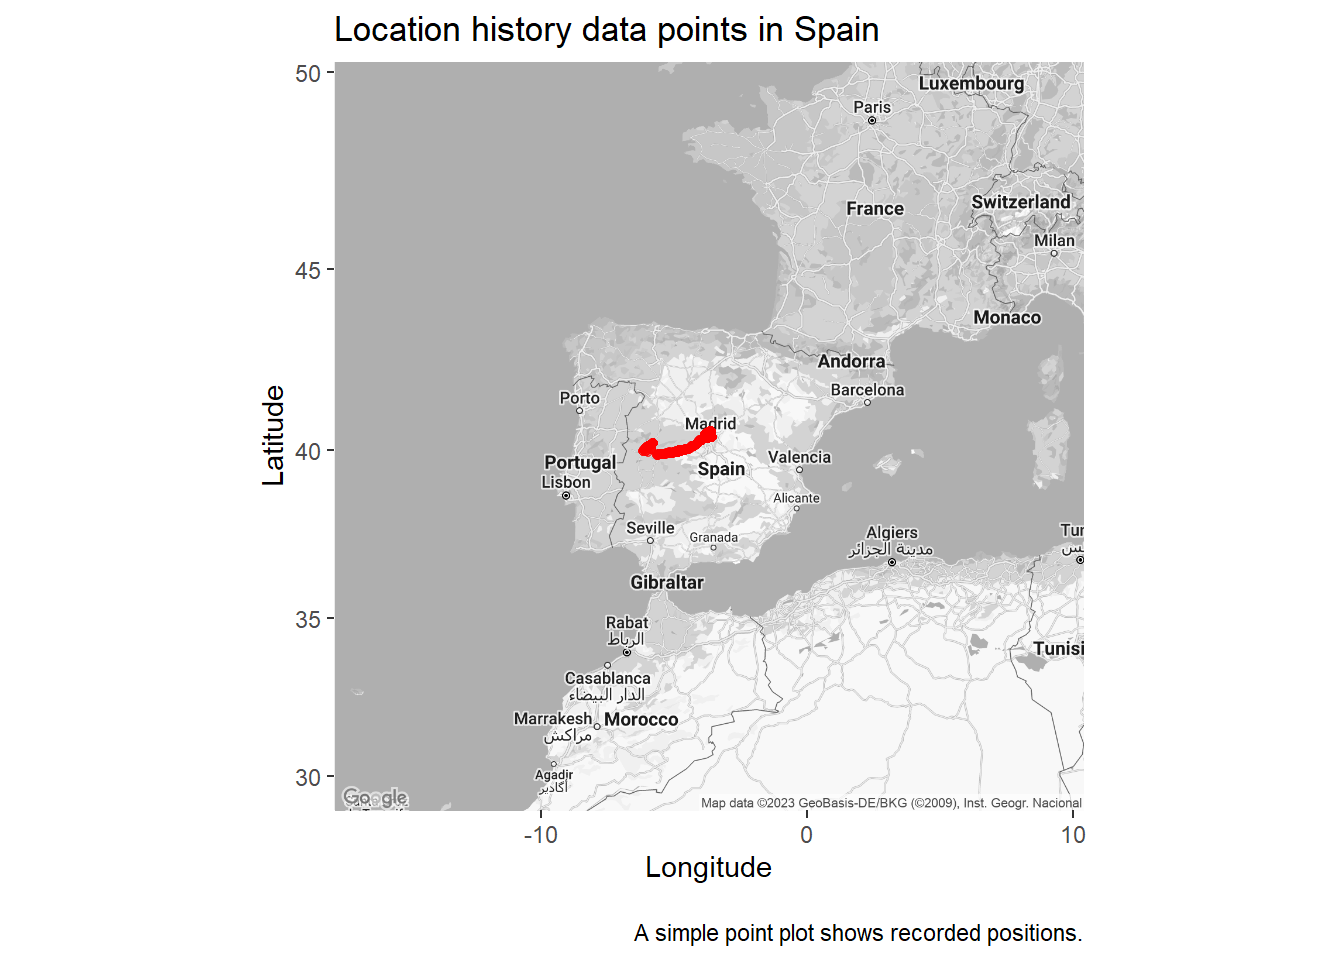 Location history data points in Spain
50
45
40
35
30
Latitude
Luxembourg
Paris
Switzerland
France
Milan
Monaco
Andorra
Barcelona
Porto
Madrid
Valencia
Portugal
Spain
Lisbon
Alicante
Seville
Granada
Algiers
مدينة الجزائر
Tun
Gibraltar
Rabat
الرباط
Tunisi
Casablanca
الدار البيضاء
Marrakesh
مراكش
Morocco
Agadir
أكادير
Google
Map data ©2023 GeoBasis-DE/BKG (©2009), Inst. Geogr. Nacional
-10
0
10
Longitude
A simple point plot shows recorded positions.